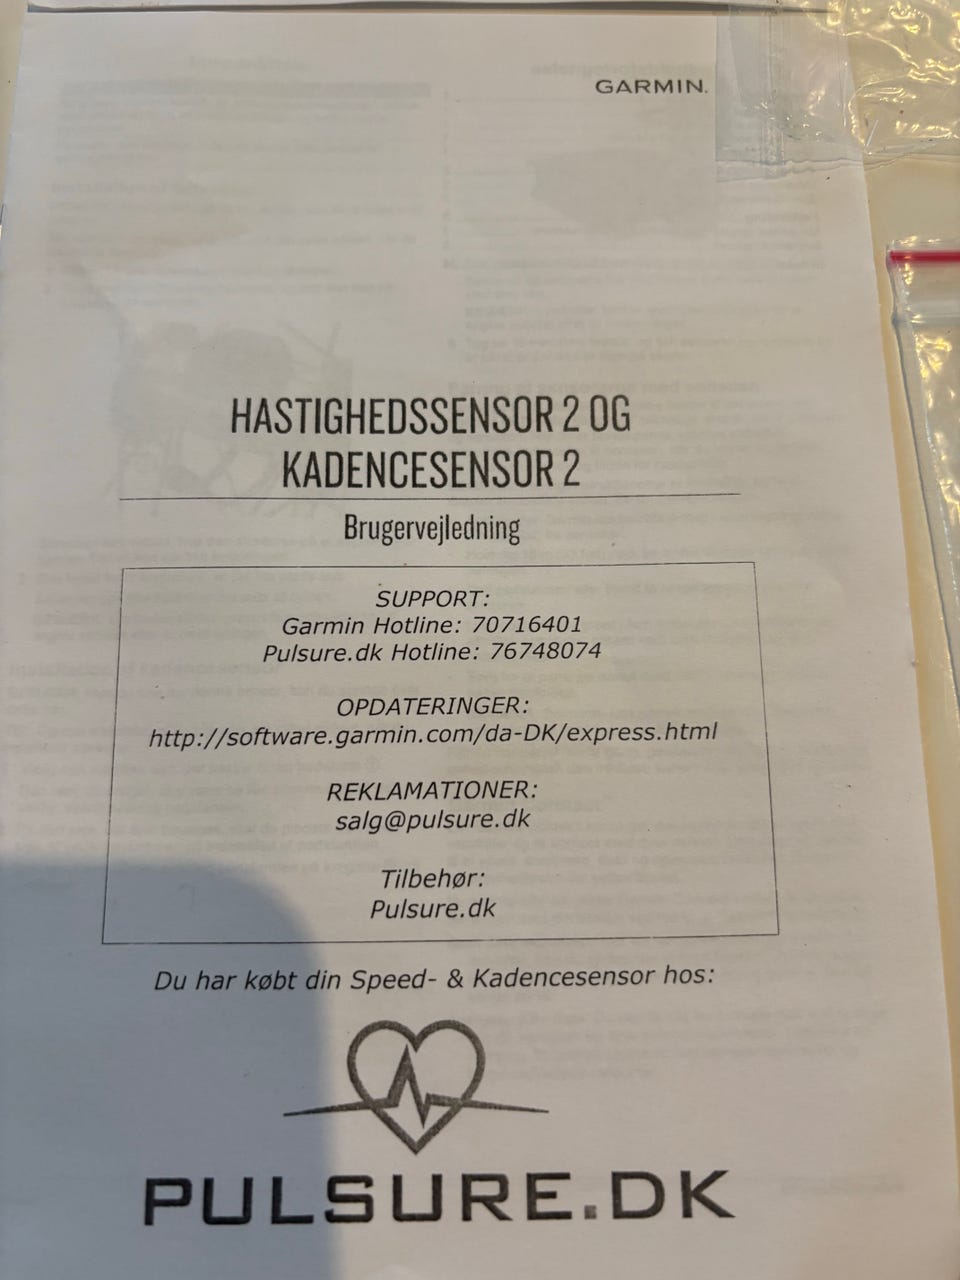 GARMIN.
HASTIGHEDSSENSOR 2 OG
KADENCESENSOR 2
Brugervejledning
SUPPORT:
Garmin Hotline: 70716401
Pulsure.dk Hotline: 76748074
OPDATERINGER:
http://software.garmin.com/da-DK/express.html
REKLAMATIONER:
salg@pulsure.dk
Tilbehør:
Pulsure.dk
Du har købt din Speed- & Kadencesensor hos:
PULSURE.DK